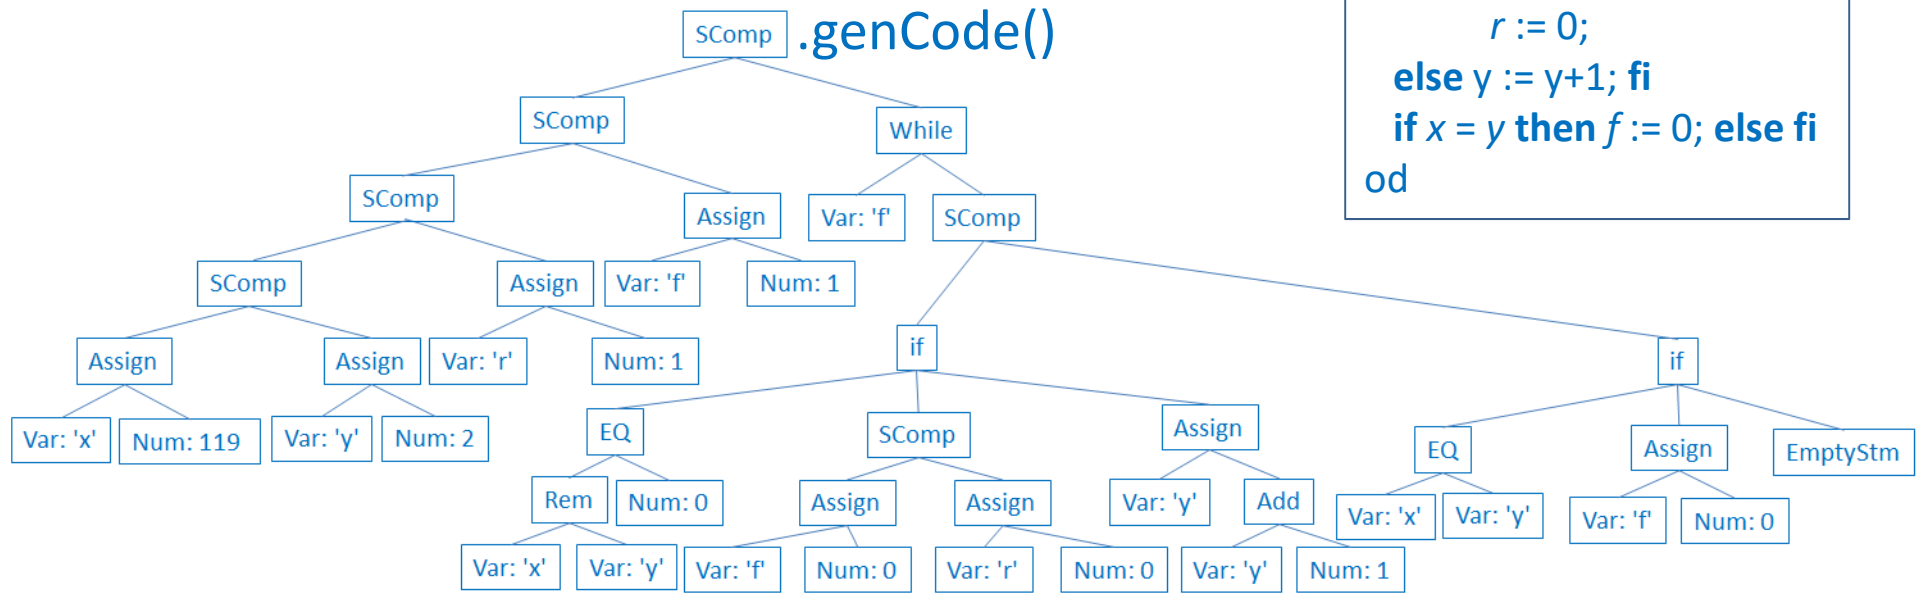 SComp .genCode()
r := 0;
else y := y+1; fi
if x = y then f := 0; else fi
od
SComp
While
SComp
Assign
Var: 'f'
SComp
SComp
Assign
Var: 'f'
Num: 1
Assign
Assign
Var: 'r'
Num: 1
if
if
Var: 'x'
Num: 119
Var: 'y'
Num: 2
EQ
SComp
Assign
EQ
Assign
EmptyStm
Rem
Num: 0
Assign
Assign
Var: 'y'
Add
Var: 'x'
Var: 'y'
Var: 'f'
Num: 0
Var: 'x'
Var: 'y'
Var: 'f'
Num: 0
Var: 'r'
Num: 0
Var: 'y'
Num: 1